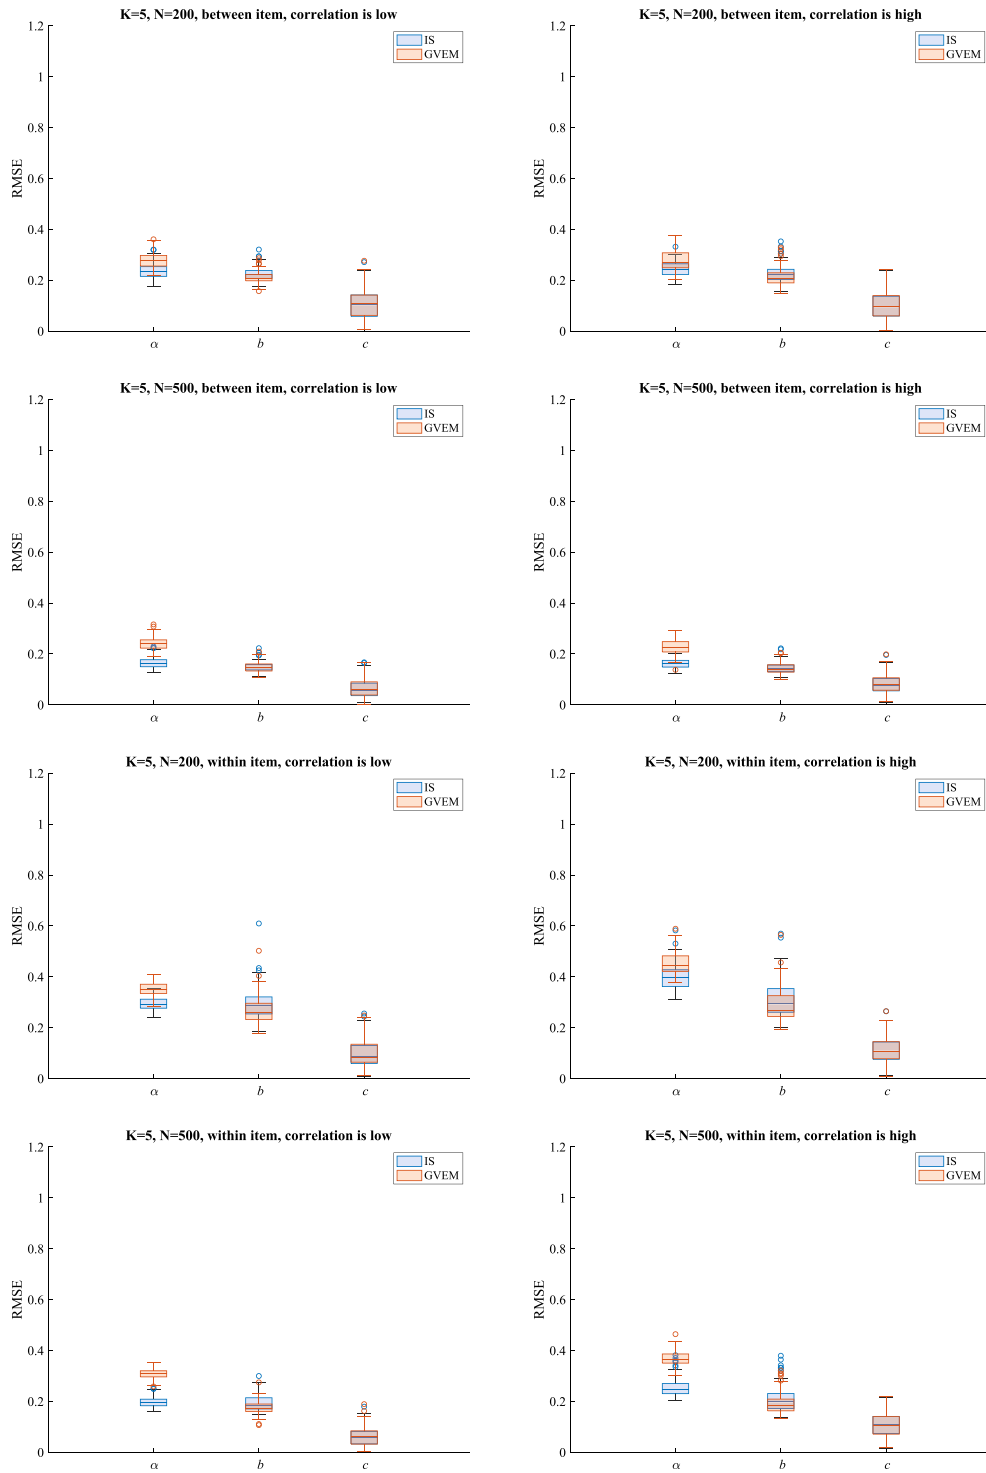 K=5, N=200, between item, correlation is low
1.2
1
0.8
0.6
0.4
0.2
0
RMSE
α
b
c
IS
GVEM
K=5, N=200, between item, correlation is high
1.2
1
0.8
0.6
0.4
0.2
0
RMSE
α
b
c
IS
GVEM
K=5, N=500, between item, correlation is low
1.2
1
0.8
0.6
0.4
0.2
0
RMSE
α
b
c
IS
GVEM
K=5, N=500, between item, correlation is high
1.2
1
0.8
0.6
0.4
0.2
0
RMSE
α
b
c
IS
GVEM
K=5, N=200, within item, correlation is low
1.2
1
0.8
0.6
0.4
0.2
0
RMSE
α
b
c
IS
GVEM
K=5, N=200, within item, correlation is high
1.2
1
0.8
0.6
0.4
0.2
0
RMSE
α
b
c
IS
GVEM
K=5, N=500, within item, correlation is low
1.2
1
0.8
0.6
0.4
0.2
0
RMSE
α
b
c
IS
GVEM
K=5, N=500, within item, correlation is high
1.2
1
0.8
0.6
0.4
0.2
0
RMSE
α
b
c
IS
GVEM